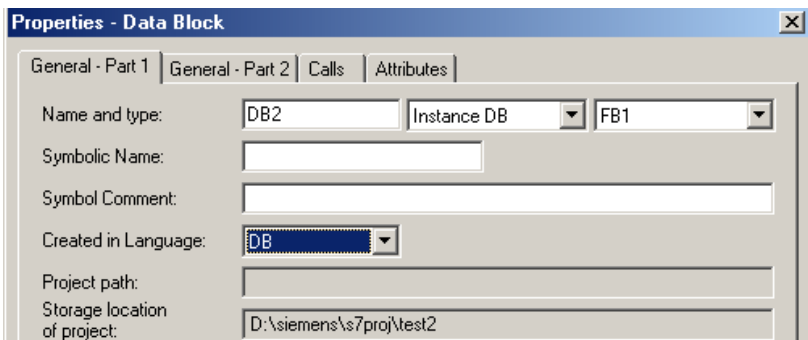 Properties - Data Block
General - Part 1 General - Part 2 Calls Attributes
Name and type: DB2 Instance DB FB1
Symbolic Name:
Symbol Comment:
Created in Language: DB
Project path:
Storage location
of project: D:\siemens\s7proj\test2